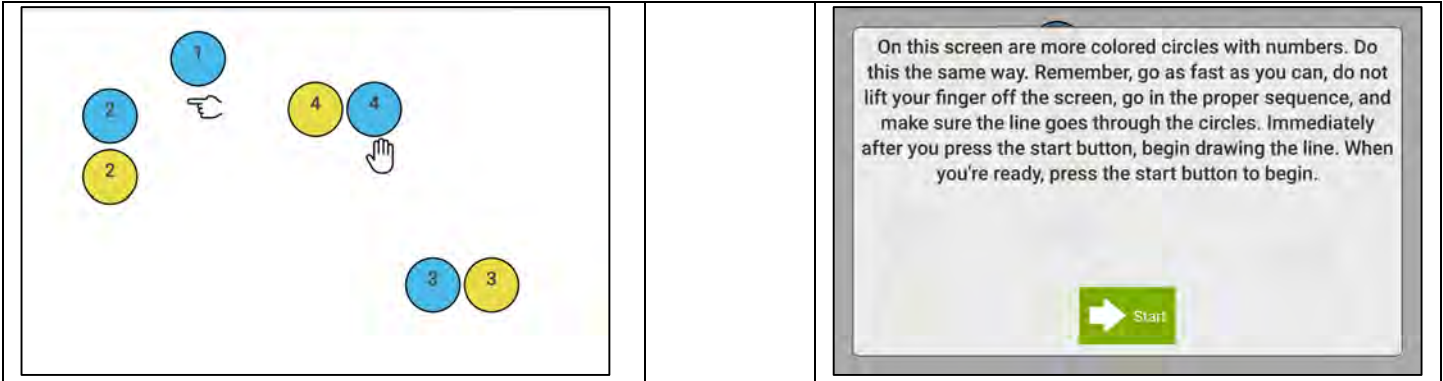 1
2
4 4
2
3 3
On this screen are more colored circles with numbers. Do
this the same way. Remember, go as fast as you can, do not
lift your finger off the screen, go in the proper sequence, and
make sure the line goes through the circles. Immediately
after you press the start button, begin drawing the line. When
you're ready, press the start button to begin.
Start